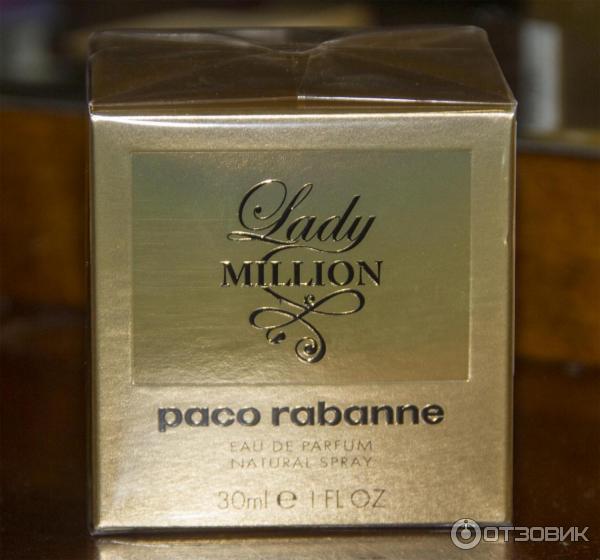 Lady
MILLION
paco rabanne
EAU DE PARFUM
NATURAL SPRAY
30ml ℮ 1 FL OZ
ОТЗОВИК